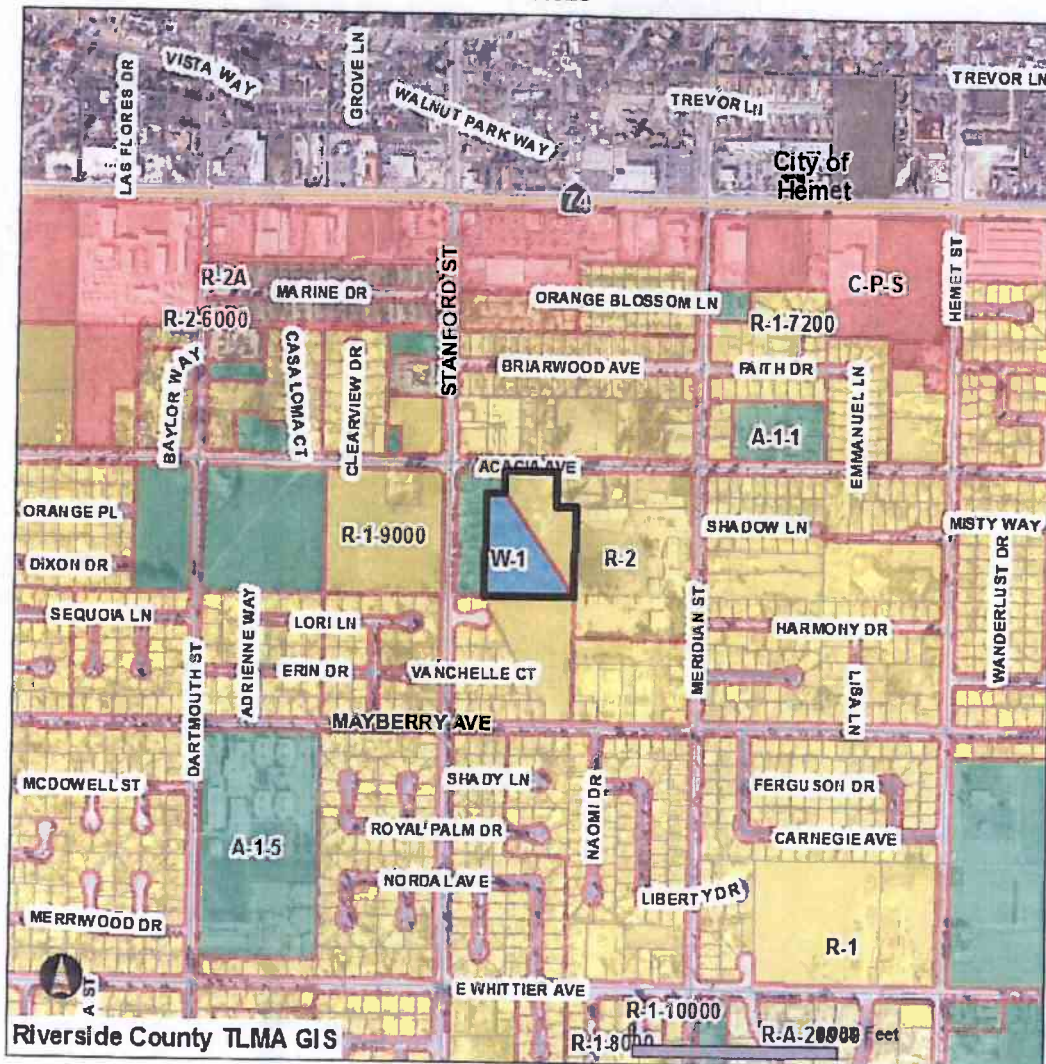 VISTA WAY
LAS FLORES DR
GROVE LN
WALNUT PARK WAY
TREVOR LN
TREVOR LN
City of
Hemet
74
R-2A
MARINE DR
STANFORD ST
ORANGE BLOSSOM LN
C-P-S
HEMET ST
R-2-6000
R-1-7200
BAYLOR WAY
CASA LOMA CT
CLEARVIEW DR
BRIARWOOD AVE
FAITH DR
EMMANUEL LN
A-1-1
ACACIA AVE
ORANGE PL
R-1-9000
W-1
R-2
SHADOW LN
MISTY WAY
DIXON DR
WANDERLUST DR
SEQUOIA LN
ADRIENNE WAY
LORI LN
MERIDIAN ST
HARMONY DR
ERIN DR
VANCHELLE CT
LISA LN
DARTMOUTH ST
MAYBERRY AVE
MCDOWELL ST
SHADY LN
NAOMI DR
FERGUSON DR
ROYAL PALM DR
CARNEGIE AVE
A-1-5
NORDAL AVE
LIBERTY DR
MERRIWOOD DR
R-1
A ST
E WHITTIER AVE
R-1-10000
Riverside County TLMA GIS
Feet